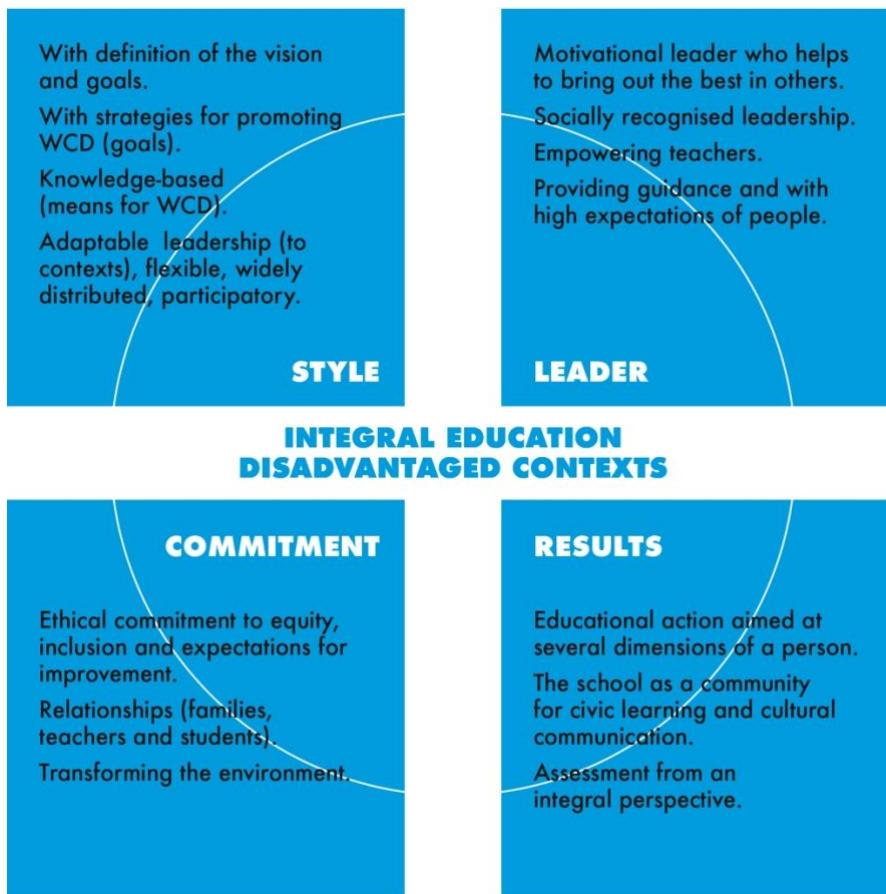 With definition of the vision
and goals.
With strategies for promoting
WCD (goals).
Knowledge-based
(means for WCD).
Adaptable leadership (to
contexts), flexible, widely
distributed, participatory.
STYLE
Motivational leader who helps
to bring out the best in others.
Socially recognised leadership.
Empowering teachers.
Providing guidance and with
high expectations of people.
LEADER
INTEGRAL EDUCATION
DISADVANTAGED CONTEXTS
COMMITMENT
Ethical commitment to equity,
inclusion and expectations for
improvement.
Relationships (families,
teachers and students).
Transforming the environment.
RESULTS
Educational action aimed at
several dimensions of a person.
The school as a community
for civic learning and cultural
communication.
Assessment from an
integral perspective.